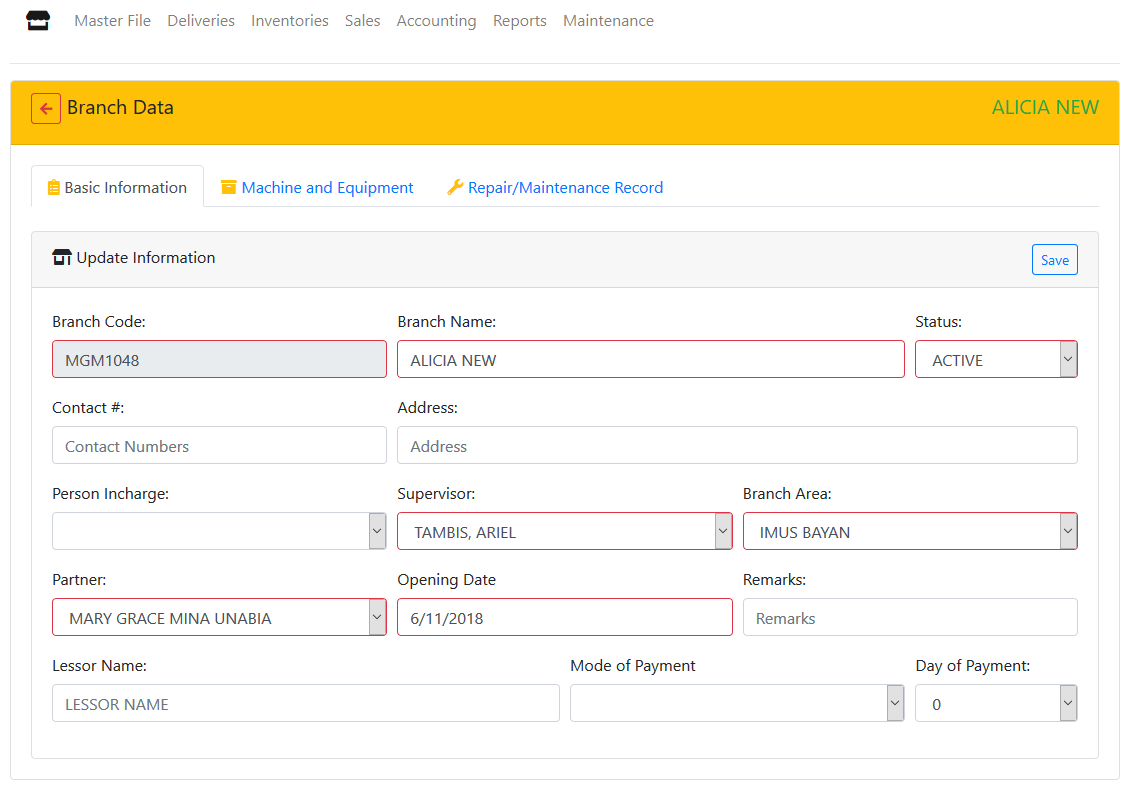 Master File Deliveries Inventories Sales Accounting Reports Maintenance
Branch Data ALICIA NEW
Basic Information Machine and Equipment Repair/Maintenance Record
Update Information Save
Branch Code: Branch Name: Status:
MGM1048 ALICIA NEW ACTIVE
Contact #: Address:
Contact Numbers Address
Person Incharge: Supervisor: Branch Area:
TAMBIS, ARIEL IMUS BAYAN
Partner: Opening Date Remarks:
MARY GRACE MINA UNABIA 6/11/2018 Remarks
Lessor Name: Mode of Payment Day of Payment:
LESSOR NAME 0